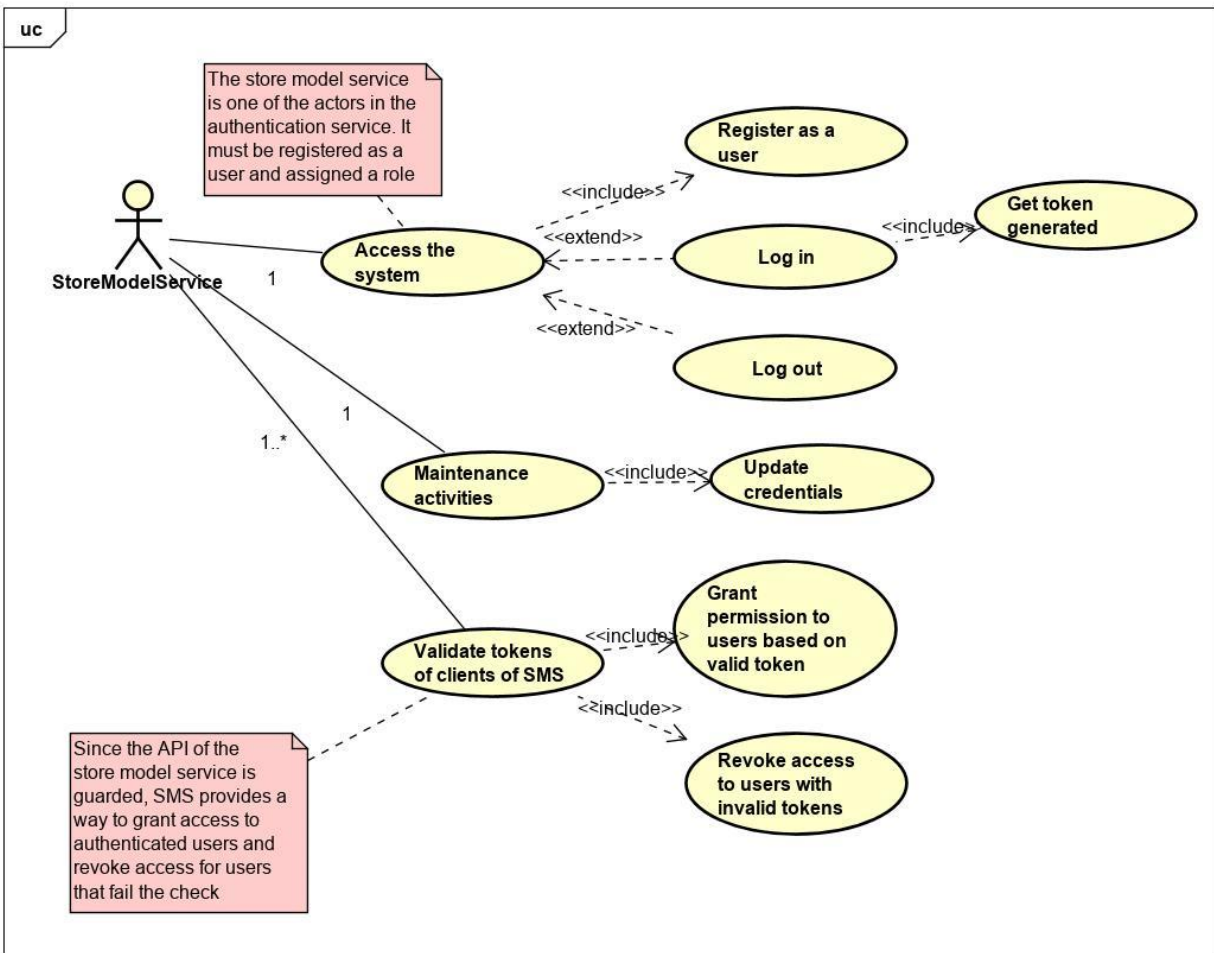 uc
The store model service
is one of the actors in the
authentication service. It
must be registered as a
user and assigned a role
Register as a
user
<<include>>
Get token
generated
<<include>
<<extend>>
Access the
system
Log in
StoreModelService
1
<<extend>>
Log out
1
1..*
Maintenance
activities
<<include>>
Update
credentials
Grant
permission to
users based on
valid token
<<include>>
Validate tokens
of clients of SMS
<<include>>
Since the API of the
store model service is
guarded, SMS provides a
way to grant access to
authenticated users and
revoke access for users
that fail the check
Revoke access
to users with
invalid tokens